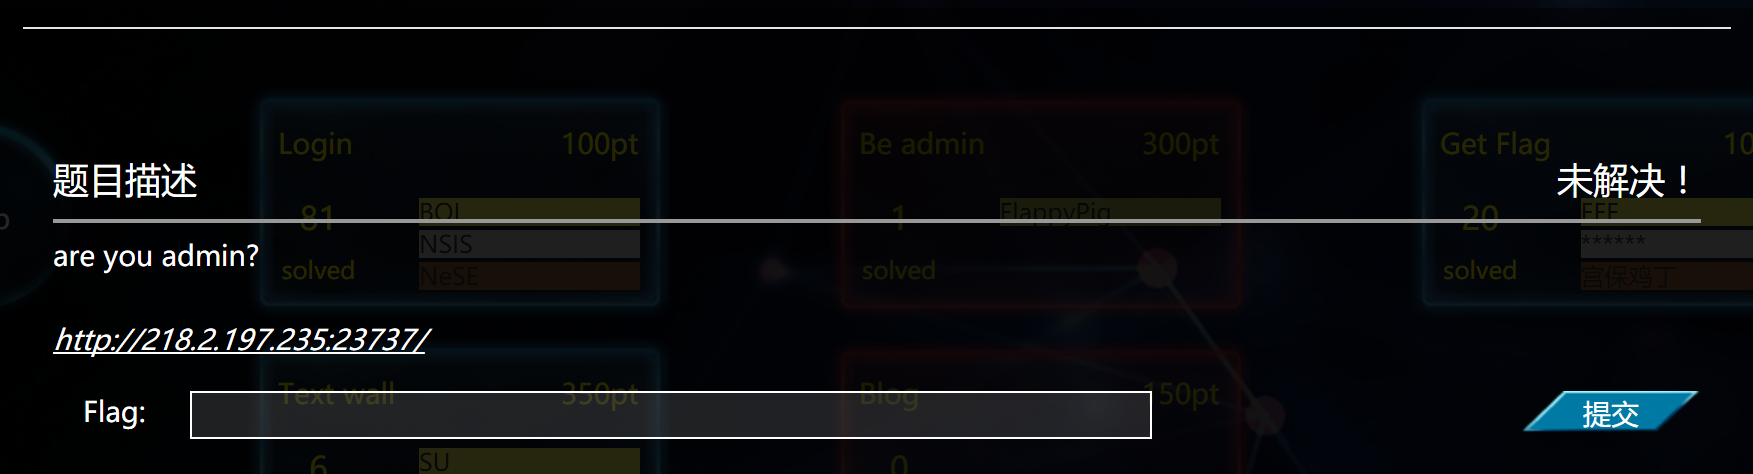 Login 100pt
Be admin 300pt
Get Flag 10
题目描述
未解决！
81
BOI
1
FlappyPig
20
FFF
are you admin?
NSIS
******
solved
NeSE
solved
solved
宫保鸡丁
http://218.2.197.235:23737/
Text wall 350pt
Blog 150pt
Flag:
提交
6
SU
0